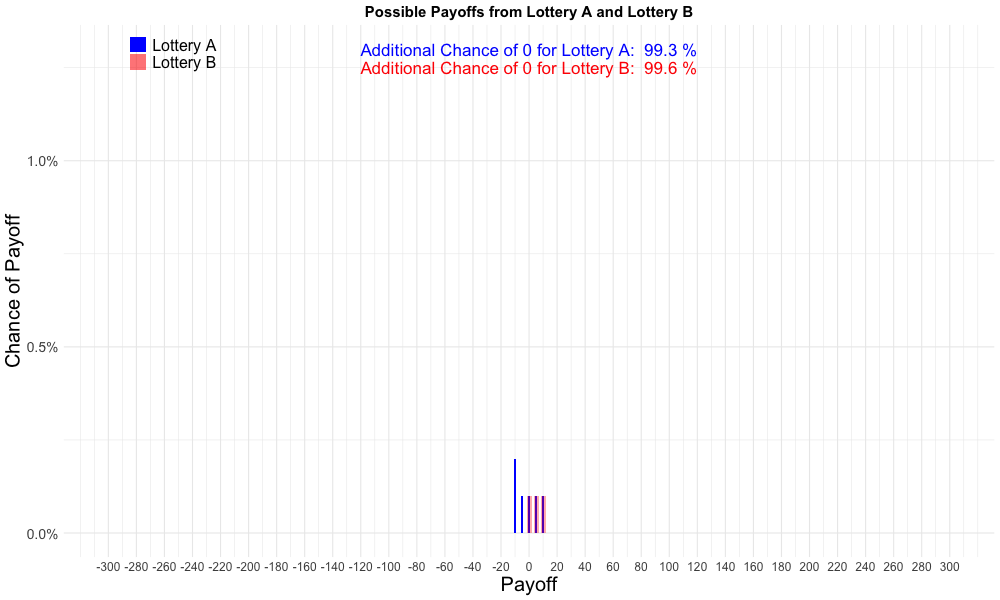 Possible Payoffs from Lottery A and Lottery B
Lottery A
Lottery B
Additional Chance of 0 for Lottery A: 99.3 %
Additional Chance of 0 for Lottery B: 99.6 %
Chance of Payoff
1.0%
0.5%
0.0%
-300 -280 -260 -240 -220 -200 -180 -160 -140 -120 -100 -80 -60 -40 -20 0 20 40 60 80 100 120 140 160 180 200 220 240 260 280 300
Payoff